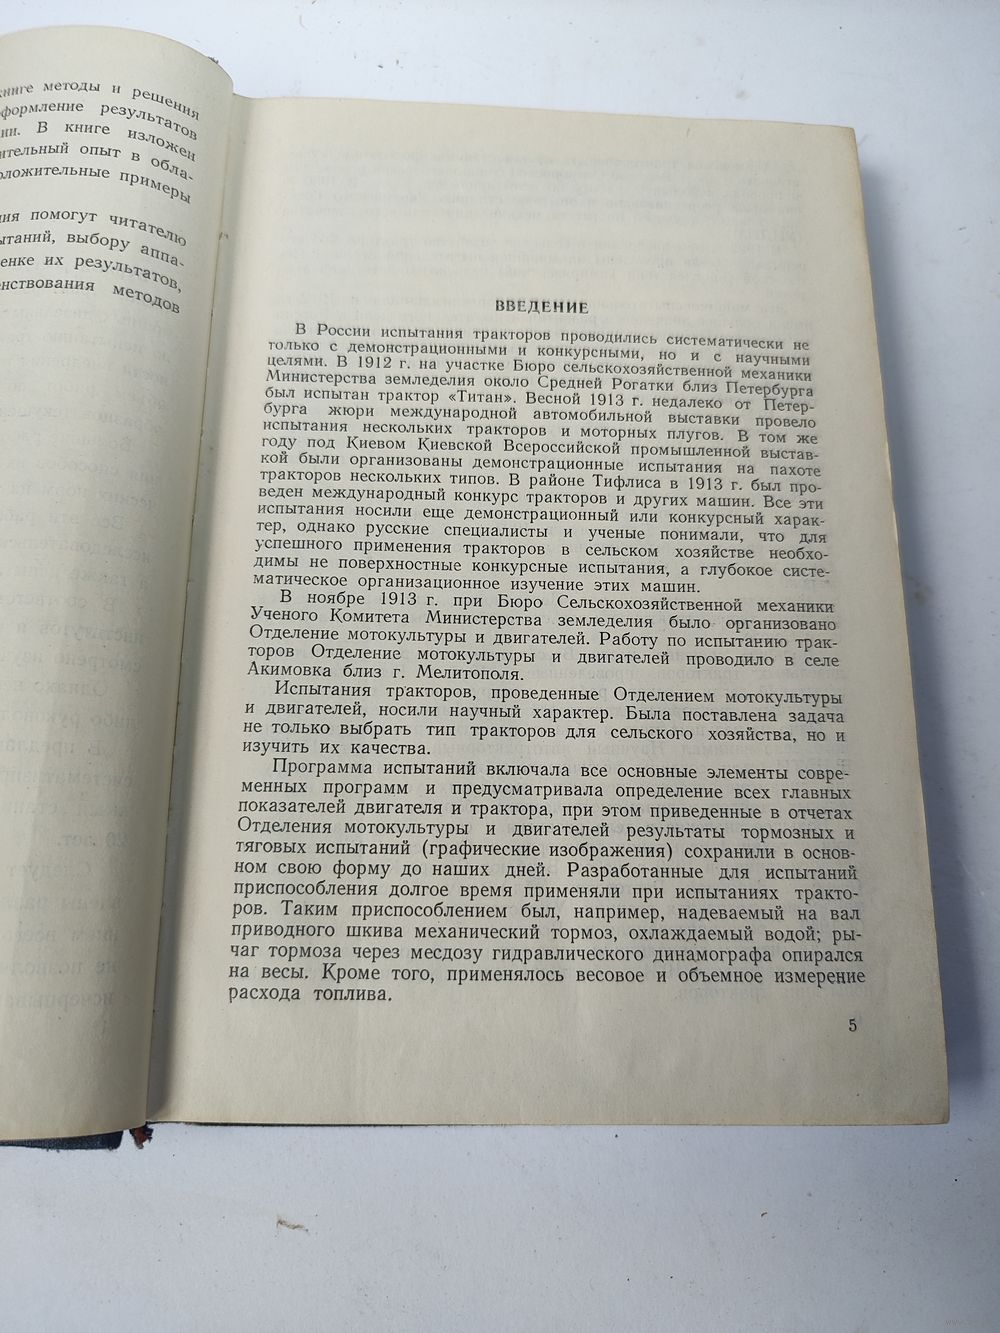 книге методы и решения
оформление результатов
В книге изложен
опыт в обла-
положительные примеры
помогут читателю
выбору аппа-
их результатов,
методов
ВВЕДЕНИЕ
В России испытания тракторов проводились систематически не
только с демонстрационными и конкурсными, но и с научными
целями. В 1912 г. на участке Бюро сельскохозяйственной механики
Министерства земледелия около Средней Рогатки близ Петербурга
был испытан трактор «Титан». Весной 1913 г. недалеко от Петер-
бурга жюри международной автомобильной выставки провело
испытания нескольких тракторов и моторных плугов. В том же
году под Киевом Киевской Всероссийской промышленной выстав-
кой были организованы демонстрационные испытания на пахоте
тракторов нескольких типов. В районе Тифлиса в 1913 г. был про-
веден международный конкурс тракторов и других машин. Все эти
испытания носили еще демонстрационный или конкурсный харак-
тер, однако русские специалисты и ученые понимали, что для
успешного применения тракторов в сельском хозяйстве необхо-
димы не поверхностные конкурсные испытания, а глубокое систе-
матическое организационное изучение этих машин.
В ноябре 1913 г. при Бюро Сельскохозяйственной механики
Ученого Комитета Министерства земледелия было организовано
Отделение мотокультуры и двигателей. Работу по испытанию трак-
торов Отделение мотокультуры и двигателей проводило в селе
Акимовка близ г. Мелитополя.
Испытания тракторов, проведенные Отделением мотокультуры
и двигателей, носили научный характер. Была поставлена задача
не только выбрать тип тракторов для сельского хозяйства, но и
изучить их качества.
Программа испытаний включала все основные элементы совре-
менных программ и предусматривала определение всех главных
показателей двигателя и трактора, при этом приведенные в отчетах
Отделения мотокультуры и двигателей результаты тормозных и
тяговых испытаний (графические изображения) сохранили в основ-
ном свою форму до наших дней. Разработанные для испытаний
приспособления долгое время применяли при испытаниях тракто-
ров. Таким приспособлением был, например, надеваемый на вал
приводного шкива механический тормоз, охлаждаемый водой; ры-
чаг тормоза через месдозу гидравлического динамографа опирался
на весы. Кроме того, применялось весовое и объемное измерение
расхода топлива.
5